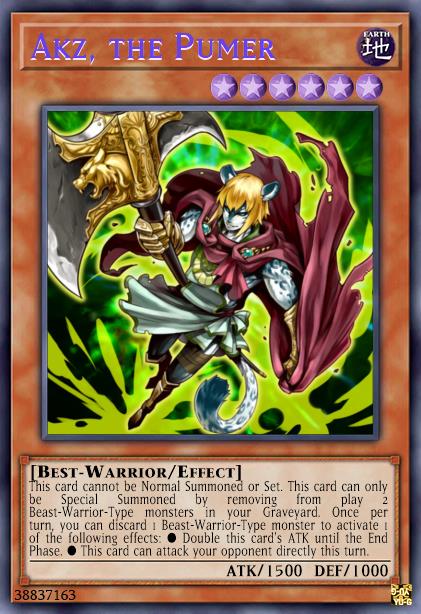 Akz, the Pumer
EARTH
地
[Best-Warrior/Effect]
This card cannot be Normal Summoned or Set. This card can only
be Special Summoned by removing from play 2
Beast-Warrior-Type monsters in your Graveyard. Once per
turn, you can discard 1 Beast-Warrior-Type monster to activate 1
of the following effects: ● Double this card's ATK until the End
Phase. ● This card can attack your opponent directly this turn.
ATK/1500 DEF/1000
38837163